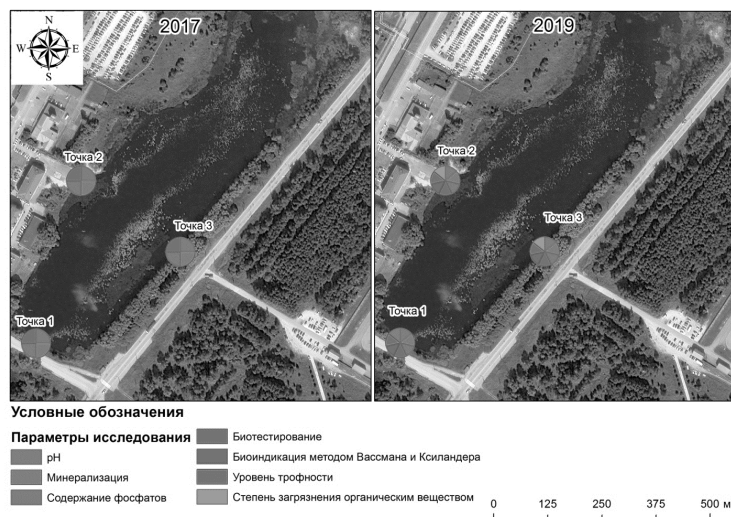 2017
2019
N
W E
S
Точка 2
Точка 3
Точка 1
Точка 2
Точка 3
Точка 1
Условные обозначения
Параметры исследования
pH
Минерализация
Содержание фосфатов
Биотестирование
Биоиндикация методом Вассмана и Ксиландера
Уровень трофности
Степень загрязнения органическим веществом
0 125 250 375 500 м